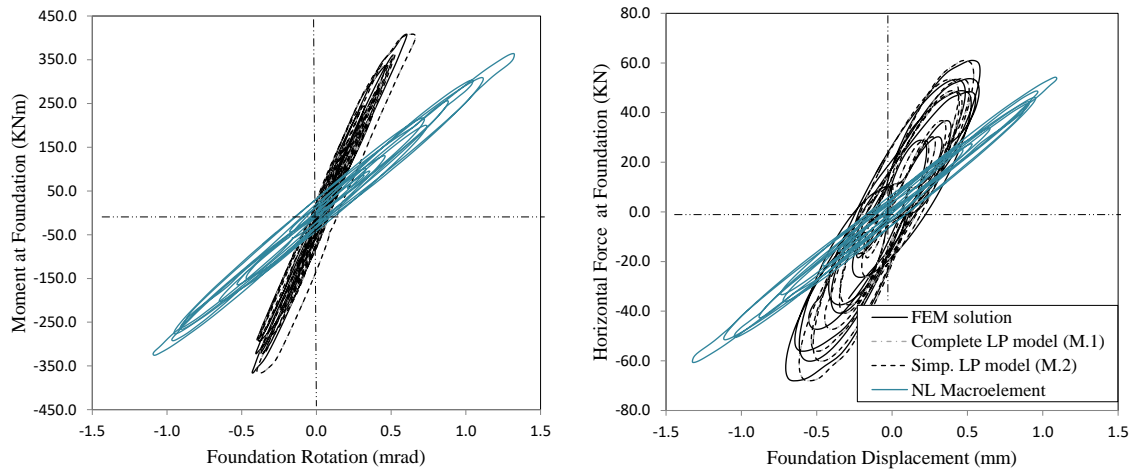 450.0
350.0
250.0
150.0
50.0
-50.0
-150.0
-250.0
-350.0
-450.0
Moment at Foundation (KNm)
-1.5 -1.0 -0.5 0.0 0.5 1.0 1.5
Foundation Rotation (mrad)
80.0
60.0
40.0
20.0
0.0
-20.0
-40.0
-60.0
-80.0
Horizontal Force at Foundation (KN)
FEM solution
Complete LP model (M.1)
Simp. LP model (M.2)
NL Macroelement
-1.5 -1.0 -0.5 0.0 0.5 1.0 1.5
Foundation Displacement (mm)